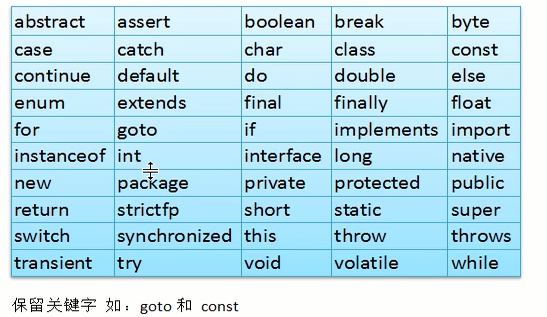 abstract assert boolean break byte
case catch char class const
continue default do double else
enum extends final finally float
for goto if implements import
instanceof int interface long native
new package private protected public
return strictfp short static super
switch synchronized this throw throws
transient try void volatile while
保留关键字 如：goto 和 const